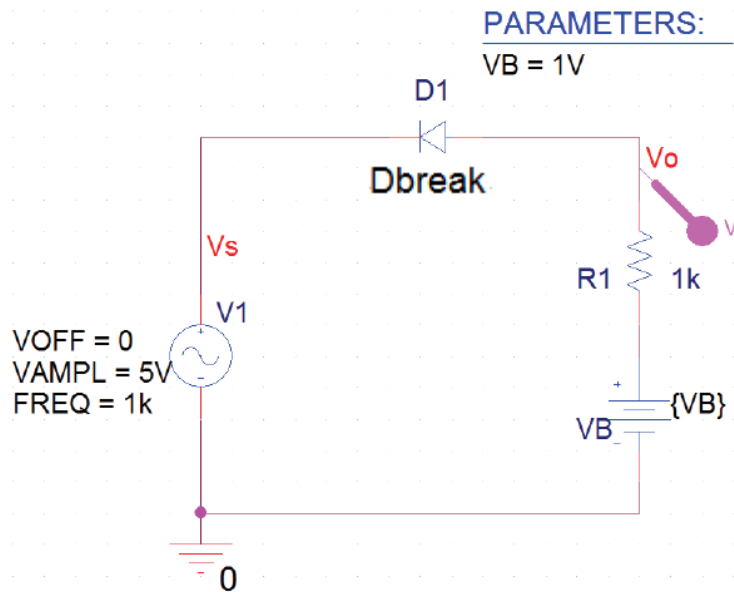 PARAMETERS:
VB = 1V
D1
Dbreak
Vo
Vs
V1
R1 1k
VOFF = 0
VAMPL = 5V
FREQ = 1k
+
-
+
VB {VB}
-
0
V